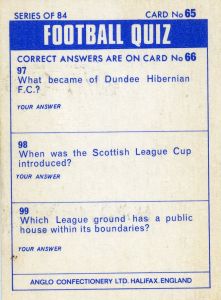 SERIES OF 84 CARD No 65
FOOTBALL QUIZ
CORRECT ANSWERS ARE ON CARD No 66
97
What became of Dundee Hibernian
F.C.?
YOUR ANSWER
98
When was the Scottish League Cup
introduced?
YOUR ANSWER
99
Which League ground has a public
house within its boundaries?
YOUR ANSWER
ANGLO CONFECTIONERY LTD. HALIFAX. ENGLAND